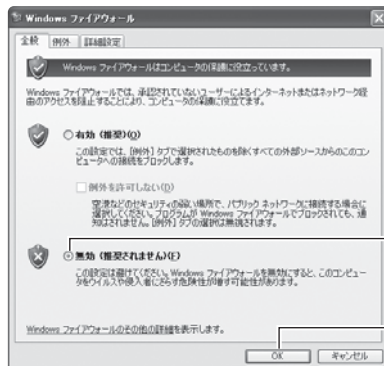 Windows ファイアウォール
全般 例外 詳細設定
Windows ファイアウォールはコンピュータの保護に役立っています。
Windows ファイアウォールでは、承認されていないユーザーによるインターネットまたはネットワーク経
由のアクセスを阻止することにより、コンピュータの保護に役立てます。
有効 (推奨)(O)
この設定では、[例外] タブで選択されたものを除くすべての外部ソースからのこのコン
ピュータへの接続をブロックします。
例外を許可しない(D)
空港などのセキュリティの弱い場所で、パブリック ネットワークに接続する場合に
選択してください。プログラムが Windows ファイアウォールでブロックされても、通
知はされません。[例外] タブの選択は無視されます。
無効 (推奨されません)(F)
この設定は避けてください。Windows ファイアウォールを無効にすると、このコンピュー
タをウイルスや侵入者にさらす危険性が増す可能性があります。
Windows ファイアウォールのその他の詳細を表示します。
OK キャンセル